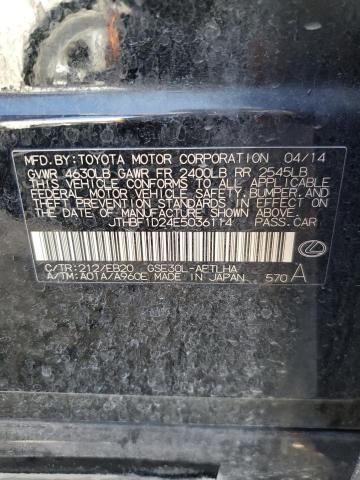 MFD.BY:TOYOTA MOTOR CORPORATION 04/14
GVWR 4630LB GAWR FR 2400LB RR 2545LB
THIS VEHICLE CONFORMS TO ALL APPLICABLE
FEDERAL MOTOR VEHICLE SAFETY, BUMPER, AND
THEFT PREVENTION STANDARDS IN EFFECT ON
THE DATE OF MANUFACTURE SHOWN ABOVE.
JTHBF1D24E5036114 PASS.CAR
C/TR:212/EB20 GSE30L-AETLHA
A/TM:A01A/A960E MADE IN JAPAN 570A